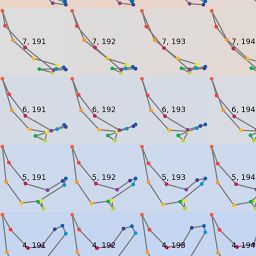 7, 191 7, 192 7, 193 7, 194
6, 191 6, 192 6, 193 6, 194
5, 191 5, 192 5, 193 5, 194
4, 191 4, 192 4, 193 4, 194